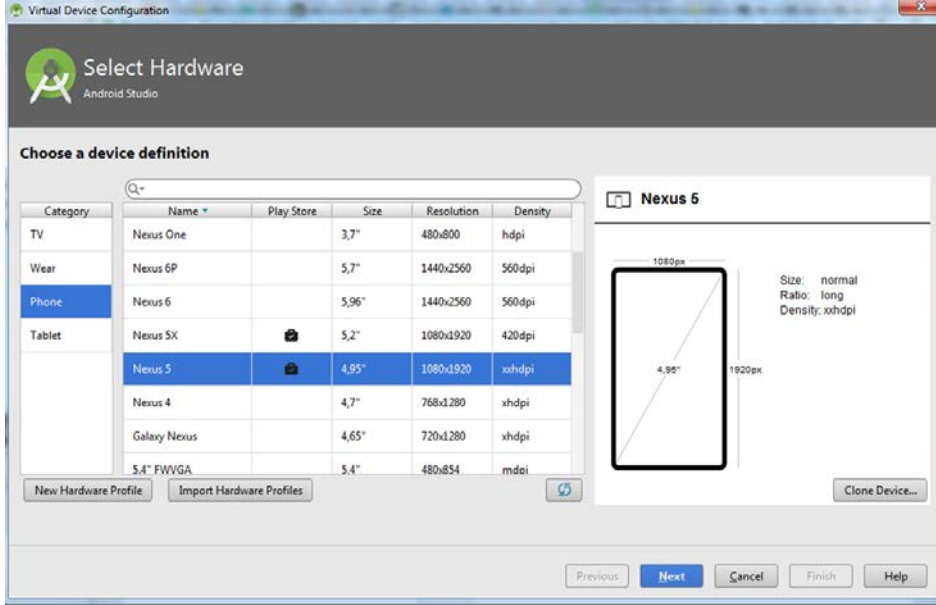 Virtual Device Configuration
Select Hardware
Android Studio
Choose a device definition
Category
TV
Wear
Phone
Tablet
Name Play Store Size Resolution Density
Nexus One 3,7" 480x800 hdpi
Nexus 6P 5,7" 1440x2560 560dpi
Nexus 6 5,96" 1440x2560 560dpi
Nexus 5X 5,2" 1080x1920 420dpi
Nexus 5 4,95" 1080x1920 xxhdpi
Nexus 4 4,7" 768x1280 xhdpi
Galaxy Nexus 4,65" 720x1280 xhdpi
5.4" FWVGA 5,4" 480x854 mdpi
New Hardware Profile Import Hardware Profiles
Nexus 5
1080px
4,95" 1920px
Size: normal
Ratio: long
Density: xxhdpi
Clone Device...
Previous Next Cancel Finish Help